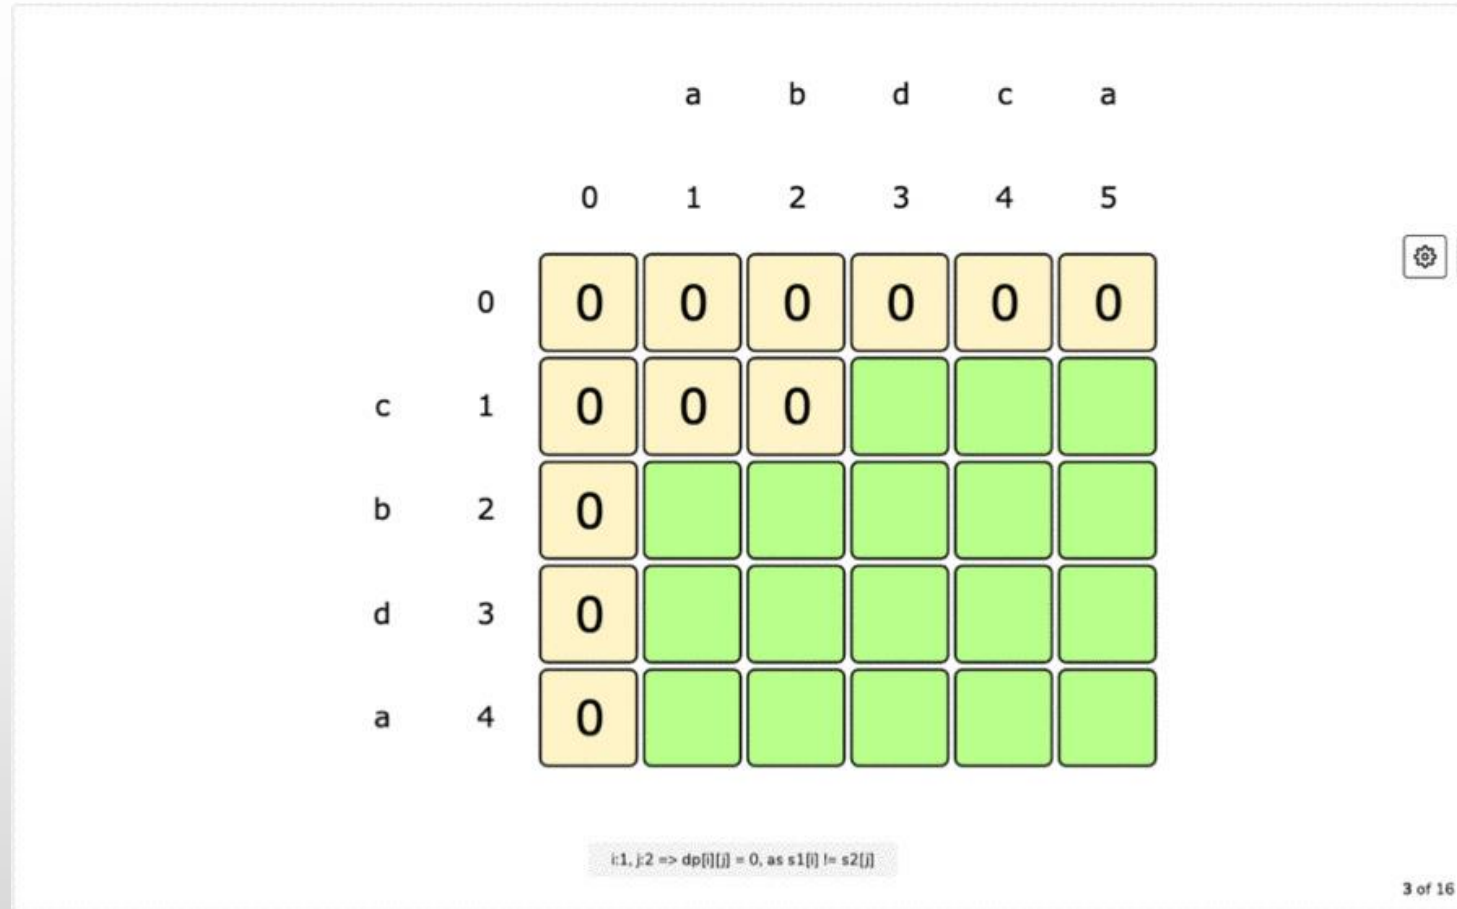 a b d c a
0 1 2 3 4 5
0 0 0 0 0 0 0
c 1 0 0 0
b 2 0
d 3 0
a 4 0
i:1, j:2 => dp[i][j] = 0, as s1[i] != s2[j]
3 of 16